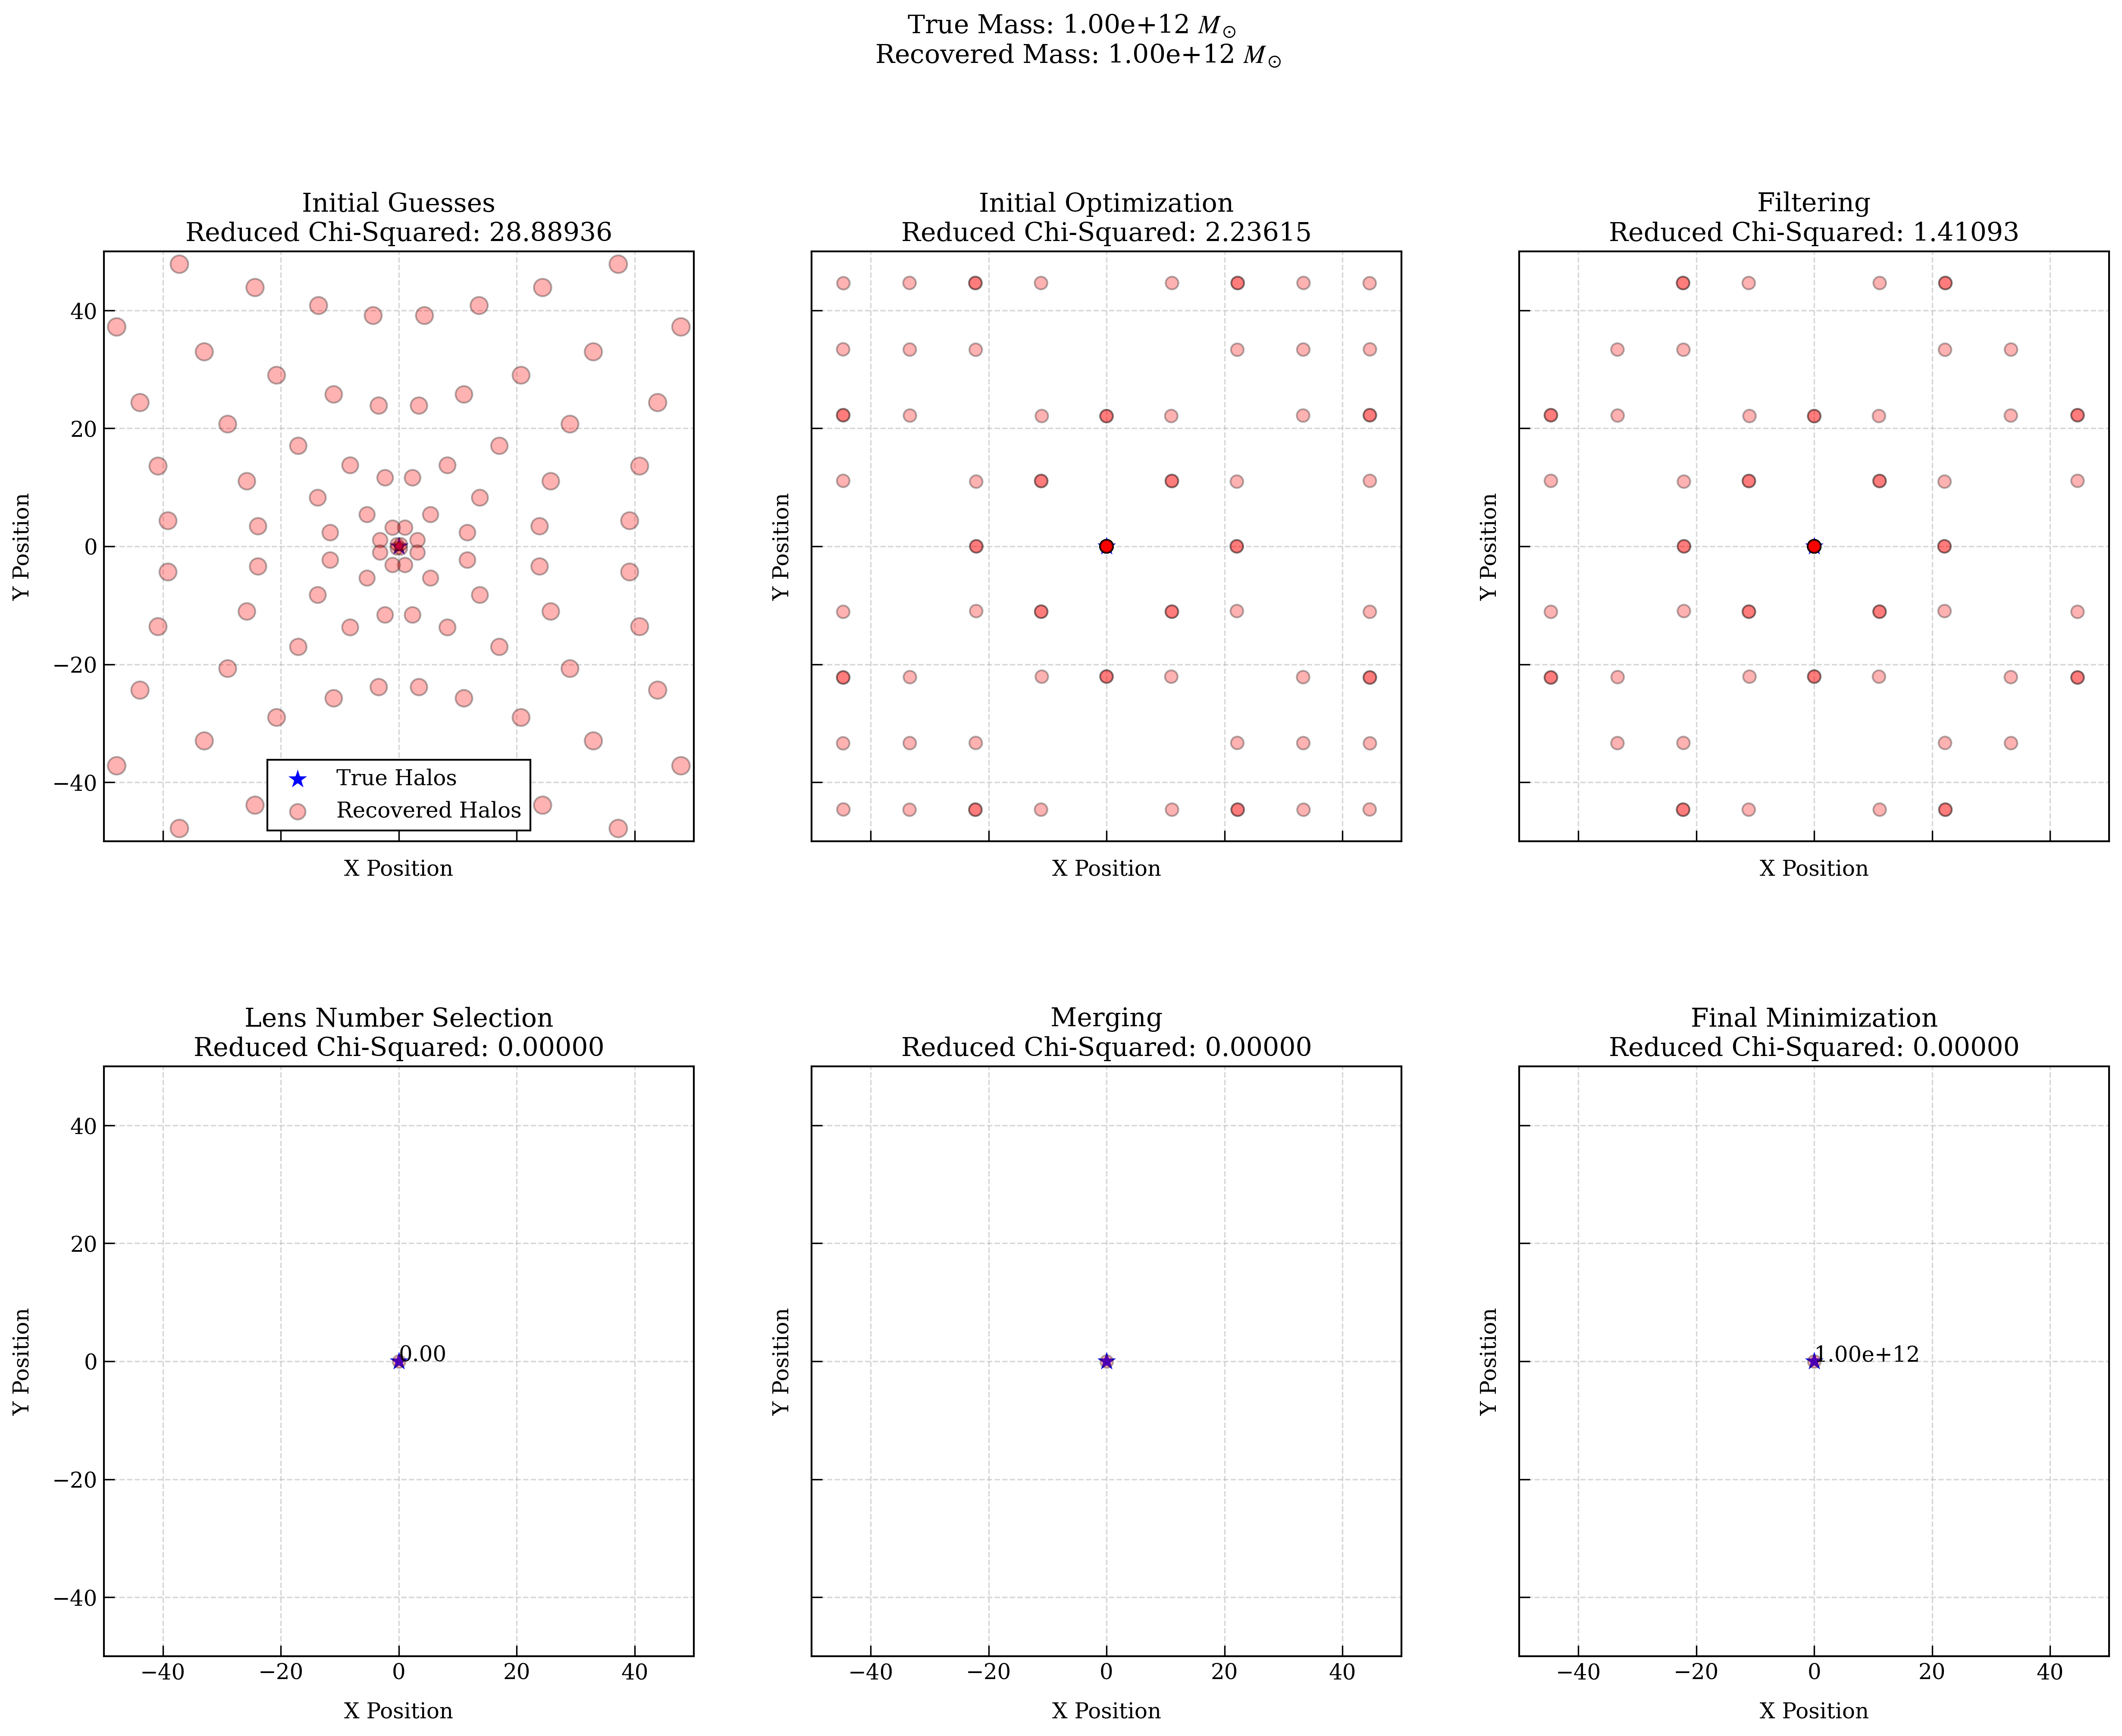 True Mass: 1.00e+12 M⊙
Recovered Mass: 1.00e+12 M⊙
Initial Guesses
Reduced Chi-Squared: 28.88936
Y Position
40
20
0
−20
−40
True Halos
Recovered Halos
X Position
Initial Optimization
Reduced Chi-Squared: 2.23615
Y Position
X Position
Filtering
Reduced Chi-Squared: 1.41093
Y Position
X Position
Lens Number Selection
Reduced Chi-Squared: 0.00000
Y Position
40
20
0
−20
−40
0.00
−40 −20 0 20 40
X Position
Merging
Reduced Chi-Squared: 0.00000
Y Position
−40 −20 0 20 40
X Position
Final Minimization
Reduced Chi-Squared: 0.00000
Y Position
1.00e+12
−40 −20 0 20 40
X Position